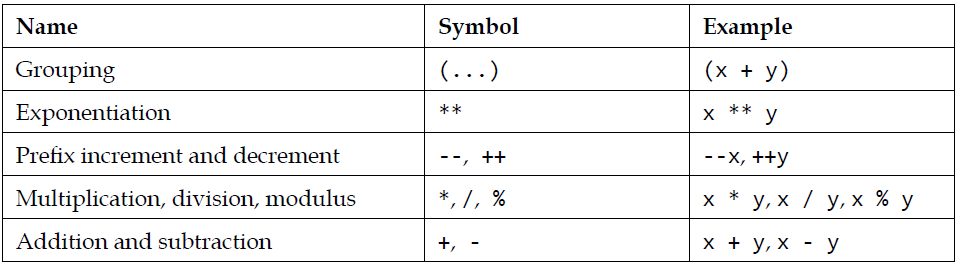 Name Symbol Example
Grouping (...) (x + y)
Exponentiation ** x ** y
Prefix increment and decrement --, ++ --x, ++y
Multiplication, division, modulus *, /, % x * y, x / y, x % y
Addition and subtraction +, - x + y, x - y